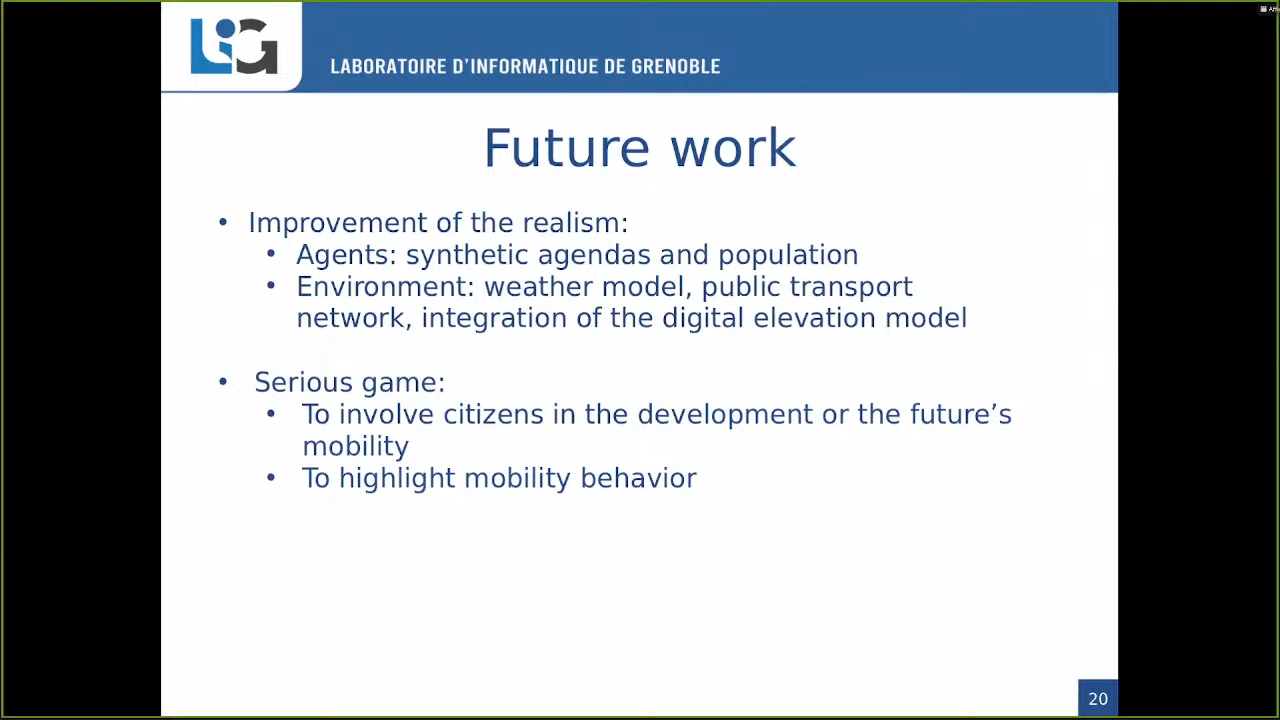 LIG
LABORATOIRE D'INFORMATIQUE DE GRENOBLE
Future work
• Improvement of the realism:
• Agents: synthetic agendas and population
• Environment: weather model, public transport
network, integration of the digital elevation model
• Serious game:
• To involve citizens in the development or the future’s
mobility
• To highlight mobility behavior
20